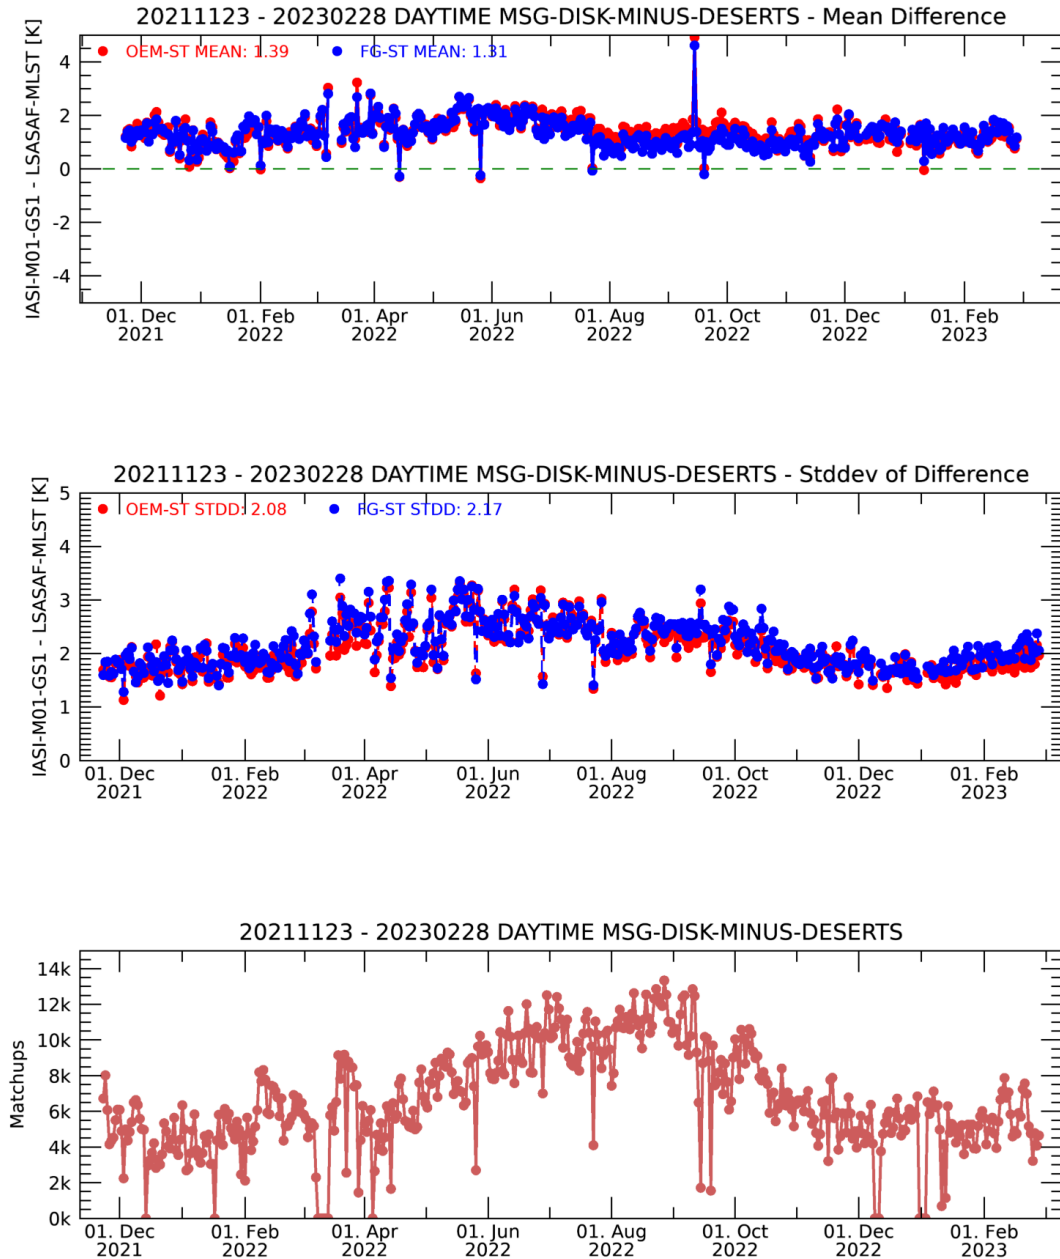 20211123 - 20230228 DAYTIME MSG-DISK-MINUS-DESERTS - Mean Difference
IASI-M01-GS1 - LSASAF-MLST [K]
OEM-ST MEAN: 1.39
FG-ST MEAN: 1.31
4
2
0
-2
-4
01. Dec 2021
01. Feb 2022
01. Apr 2022
01. Jun 2022
01. Aug 2022
01. Oct 2022
01. Dec 2022
01. Feb 2023
20211123 - 20230228 DAYTIME MSG-DISK-MINUS-DESERTS - Stddev of Difference
IASI-M01-GS1 - LSASAF-MLST [K]
OEM-ST STDD: 2.08
FG-ST STDD: 2.17
5
4
3
2
1
0
01. Dec 2021
01. Feb 2022
01. Apr 2022
01. Jun 2022
01. Aug 2022
01. Oct 2022
01. Dec 2022
01. Feb 2023
20211123 - 20230228 DAYTIME MSG-DISK-MINUS-DESERTS
Matchups
14k
12k
10k
8k
6k
4k
2k
0k
01. Dec 2021
01. Feb 2022
01. Apr 2022
01. Jun 2022
01. Aug 2022
01. Oct 2022
01. Dec 2022
01. Feb 2023